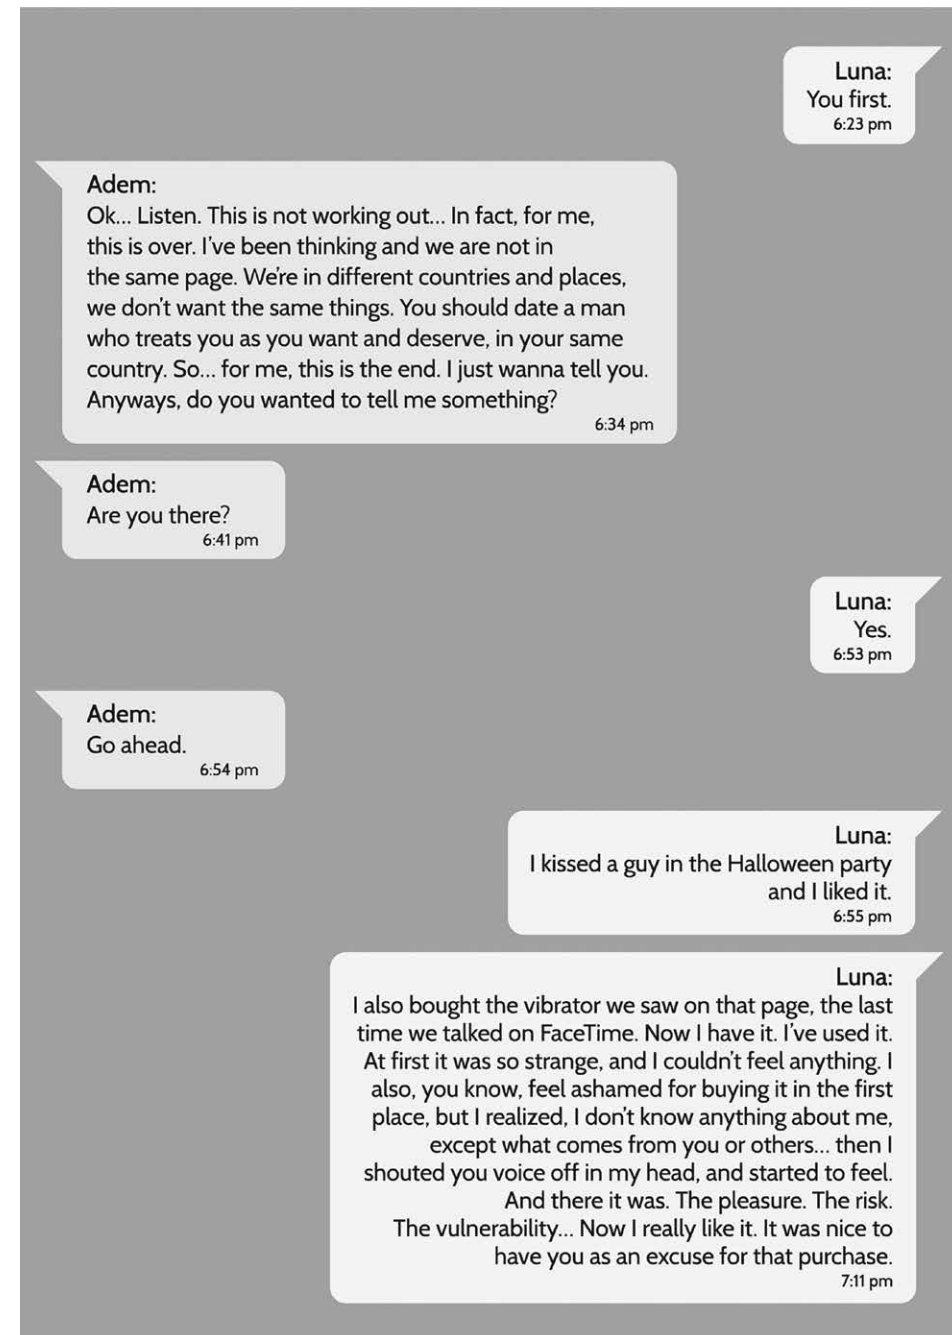 Luna:
You first.
6:23 pm
Adem:
Ok... Listen. This is not working out... In fact, for me,
this is over. I've been thinking and we are not in
the same page. We're in different countries and places,
we don't want the same things. You should date a man
who treats you as you want and deserve, in your same
country. So... for me, this is the end. I just wanna tell you.
Anyways, do you wanted to tell me something?
6:34 pm
Adem:
Are you there?
6:41 pm
Luna:
Yes.
6:53 pm
Adem:
Go ahead.
6:54 pm
Luna:
I kissed a guy in the Halloween party
and I liked it.
6:55 pm
Luna:
I also bought the vibrator we saw on that page, the last
time we talked on FaceTime. Now I have it. I've used it.
At first it was so strange, and I couldn't feel anything. I
also, you know, feel ashamed for buying it in the first
place, but I realized, I don't know anything about me,
except what comes from you or others... then I
shouted you voice off in my head, and started to feel.
And there it was. The pleasure. The risk.
The vulnerability... Now I really like it. It was nice to
have you as an excuse for that purchase.
7:11 pm